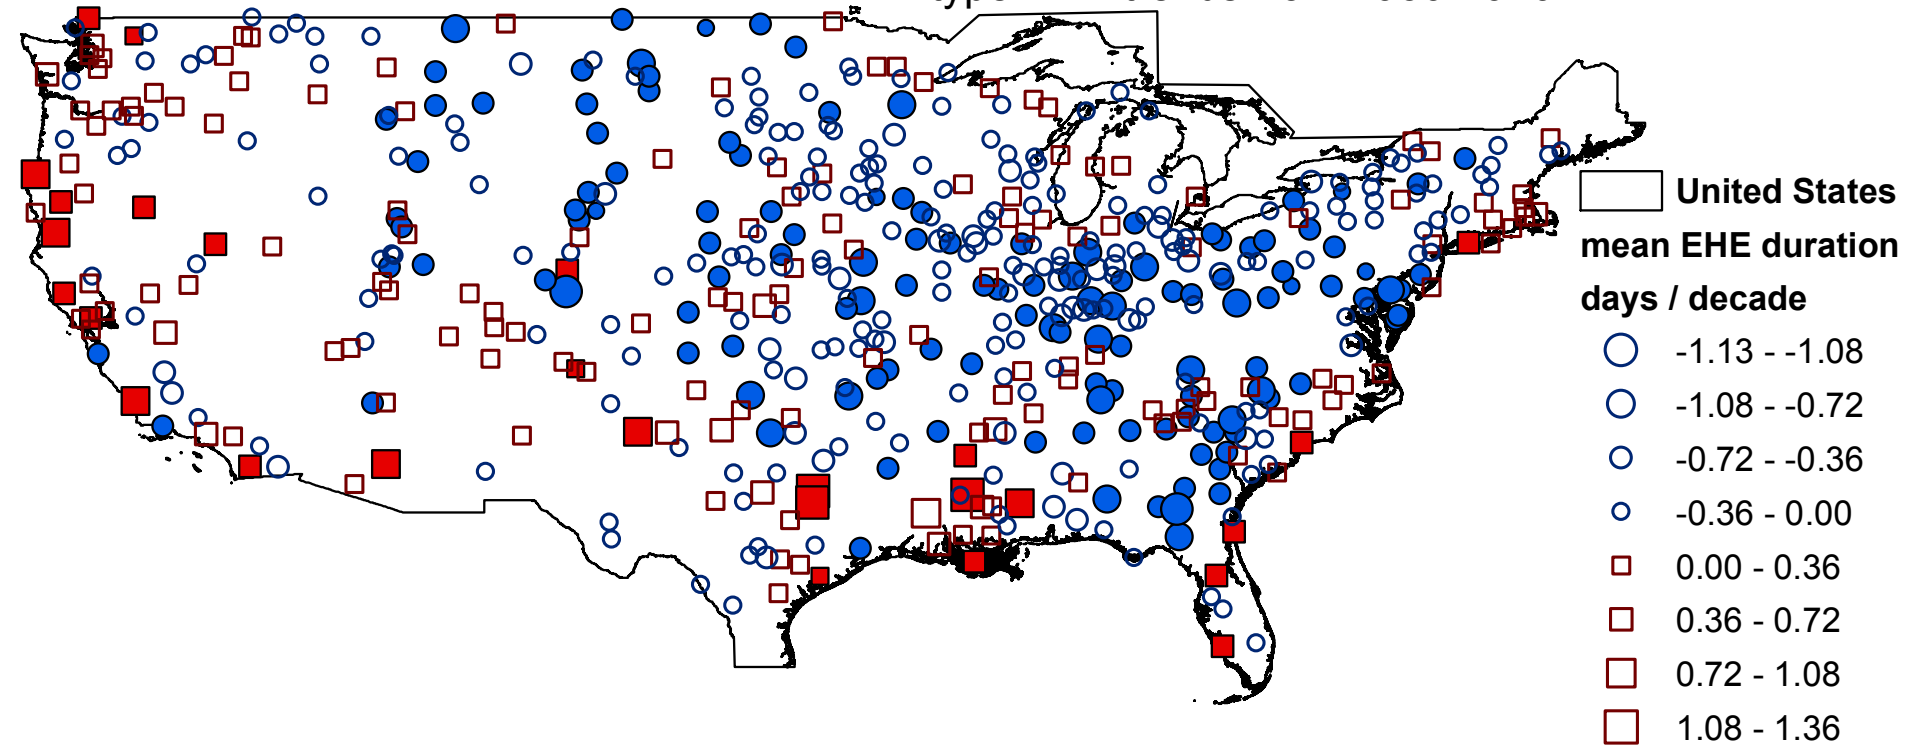 United States
mean EHE duration
days / decade
-1.13 - -1.08
-1.08 - -0.72
-0.72 - -0.36
-0.36 - 0.00
0.00 - 0.36
0.36 - 0.72
0.72 - 1.08
1.08 - 1.36